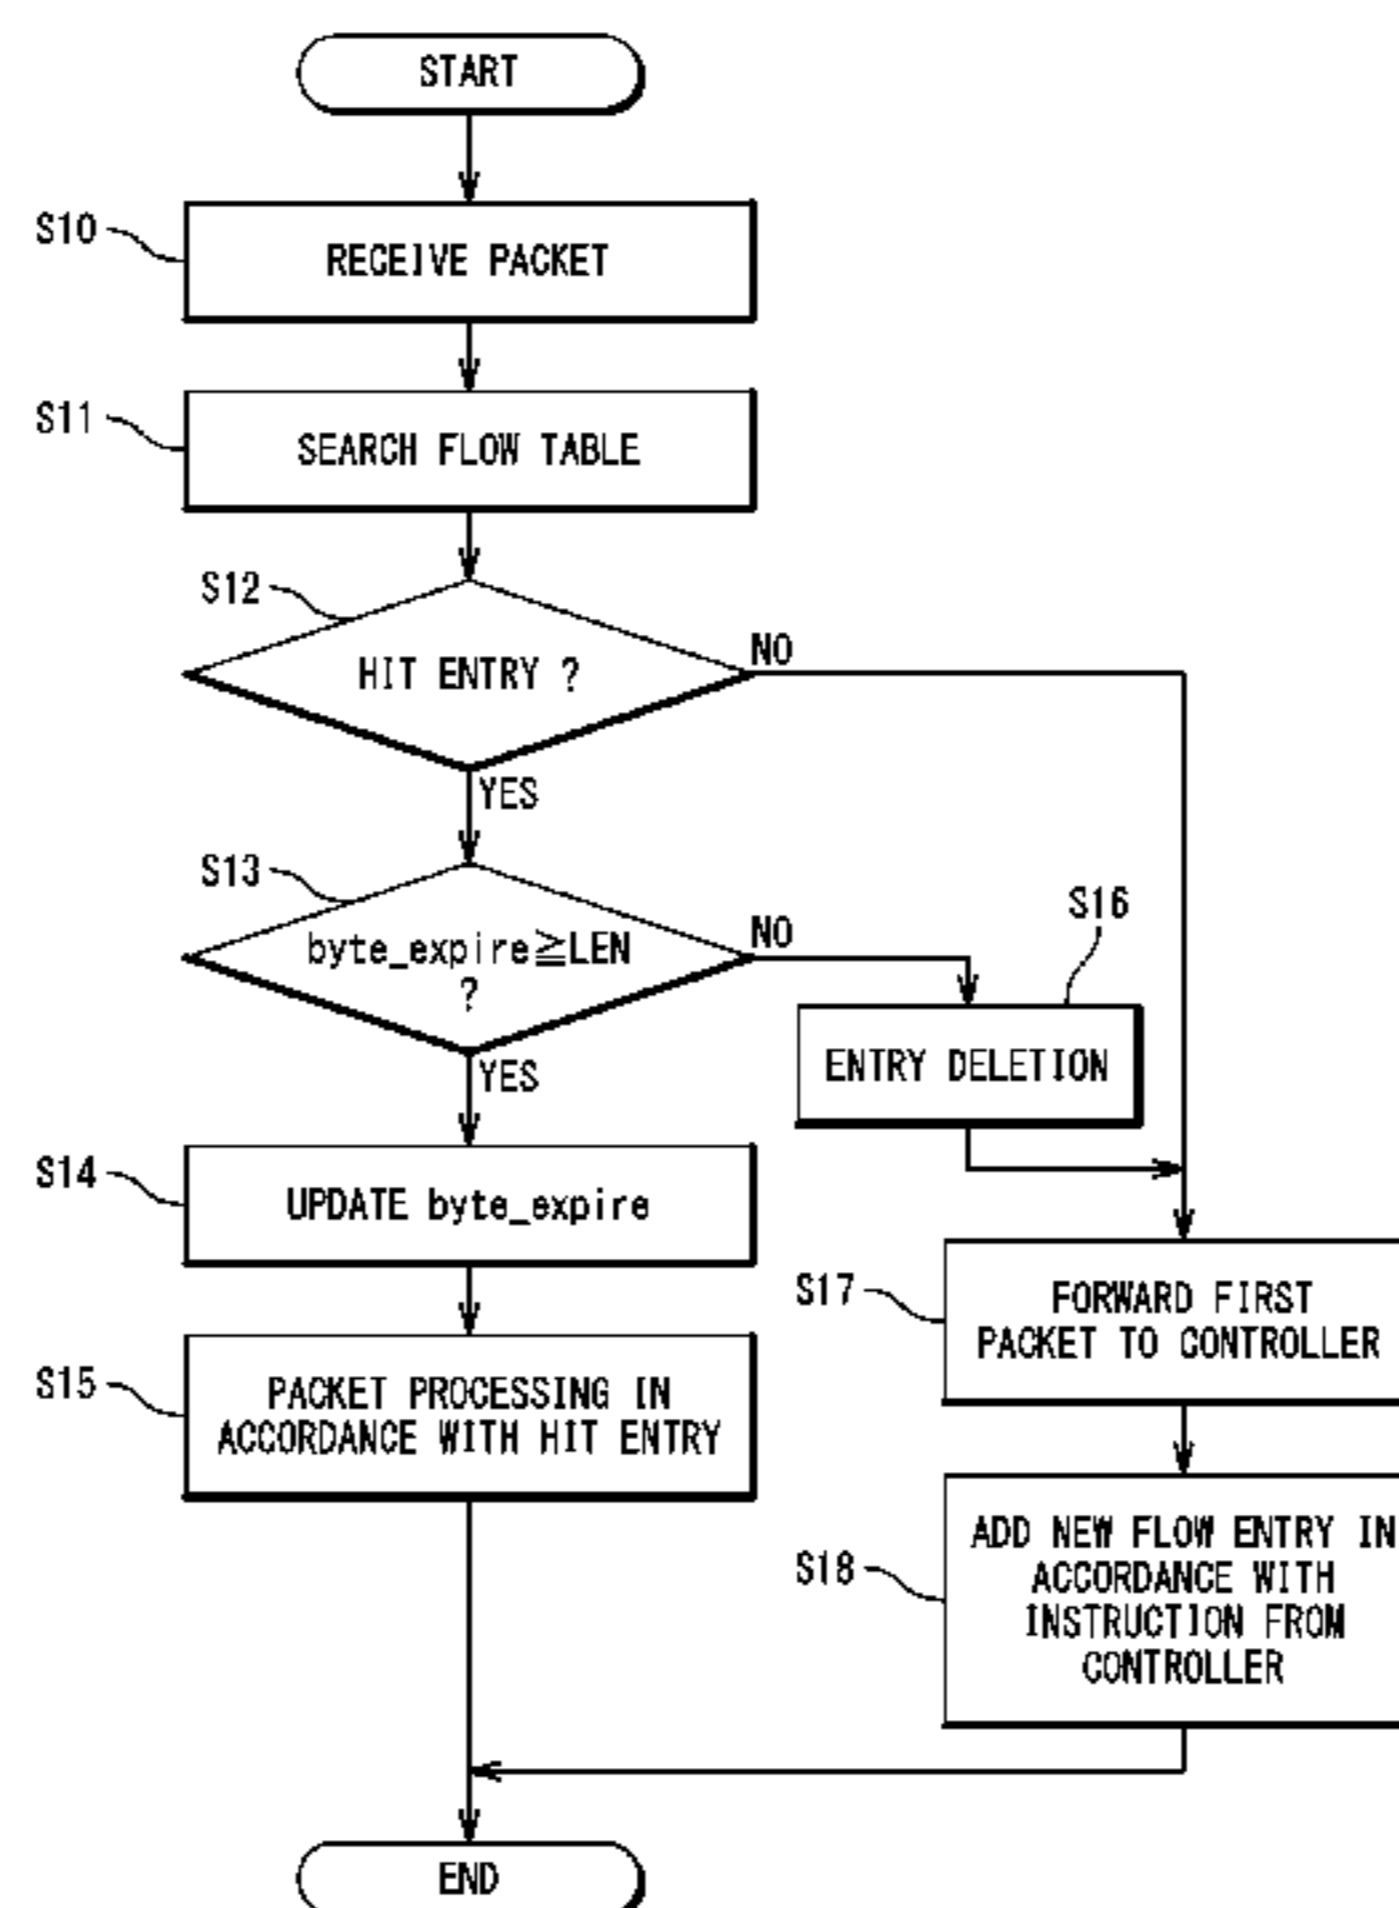 START
S10
RECEIVE PACKET
S11
SEARCH FLOW TABLE
S12
HIT ENTRY ?
NO
YES
S13
byte_expire≧LEN
?
NO
YES
S16
ENTRY DELETION
S14
UPDATE byte_expire
S17
FORWARD FIRST
PACKET TO CONTROLLER
S15
PACKET PROCESSING IN
ACCORDANCE WITH HIT ENTRY
S18
ADD NEW FLOW ENTRY IN
ACCORDANCE WITH
INSTRUCTION FROM
CONTROLLER
END